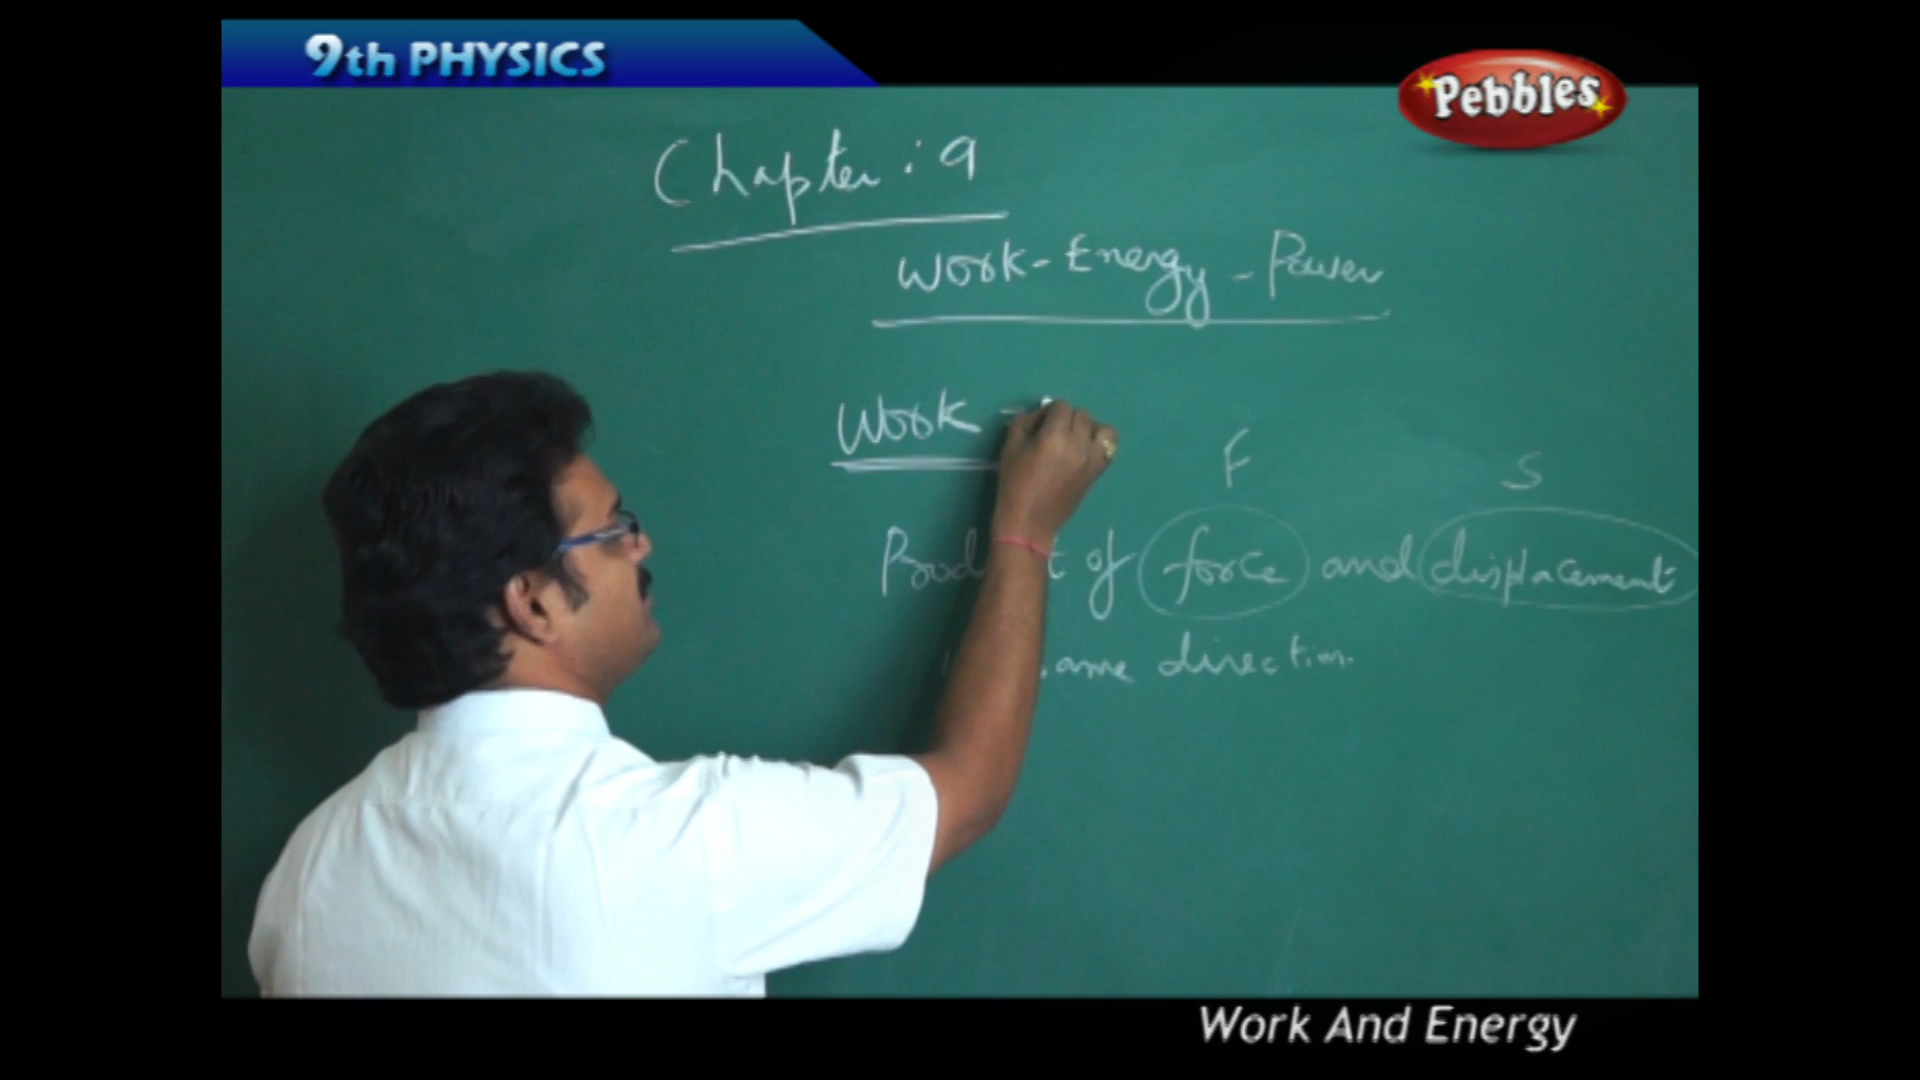 9th PHYSICS
Pebbles
Chapter : 9
Work - Energy - Power
Work -
F S
of force and displacement
direction.
Work And Energy